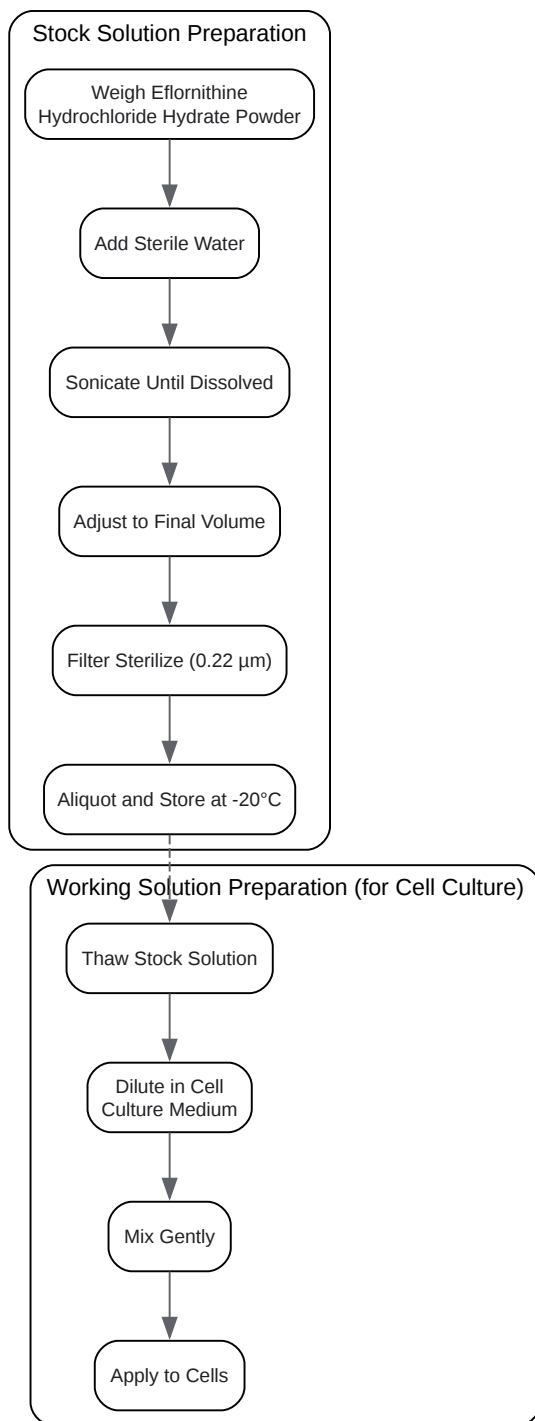 Stock Solution Preparation
Weigh Eflornithine
Hydrochloride Hydrate Powder
Add Sterile Water
Sonicate Until Dissolved
Adjust to Final Volume
Filter Sterilize (0.22 µm)
Aliquot and Store at -20°C
Working Solution Preparation (for Cell Culture)
Thaw Stock Solution
Dilute in Cell
Culture Medium
Mix Gently
Apply to Cells